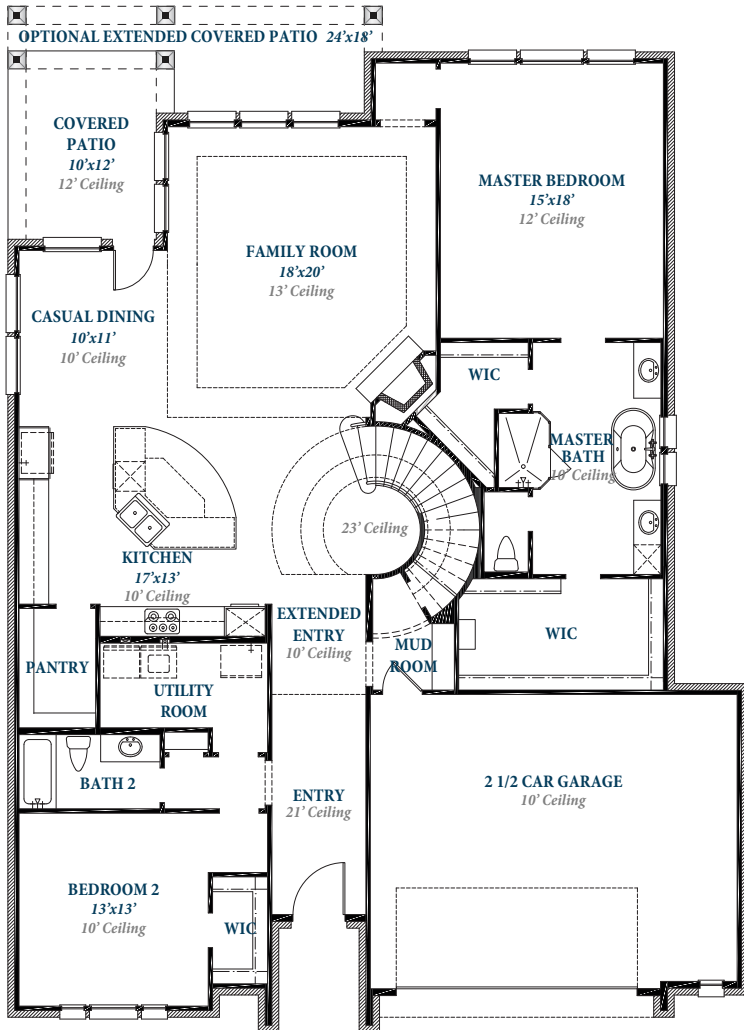 OPTIONAL EXTENDED COVERED PATIO 24'x18'
COVERED
PATIO
10'x12'
12' Ceiling
MASTER BEDROOM
15'x18'
12' Ceiling
FAMILY ROOM
18'x20'
13' Ceiling
CASUAL DINING
10'x11'
10' Ceiling
WIC
MASTER
BATH
10' Ceiling
23' Ceiling
KITCHEN
17'x13'
10' Ceiling
EXTENDED
ENTRY
10' Ceiling
MUD
ROOM
WIC
PANTRY
UTILITY
ROOM
BATH 2
ENTRY
21' Ceiling
2 1/2 CAR GARAGE
10' Ceiling
BEDROOM 2
13'x13'
10' Ceiling
WIC